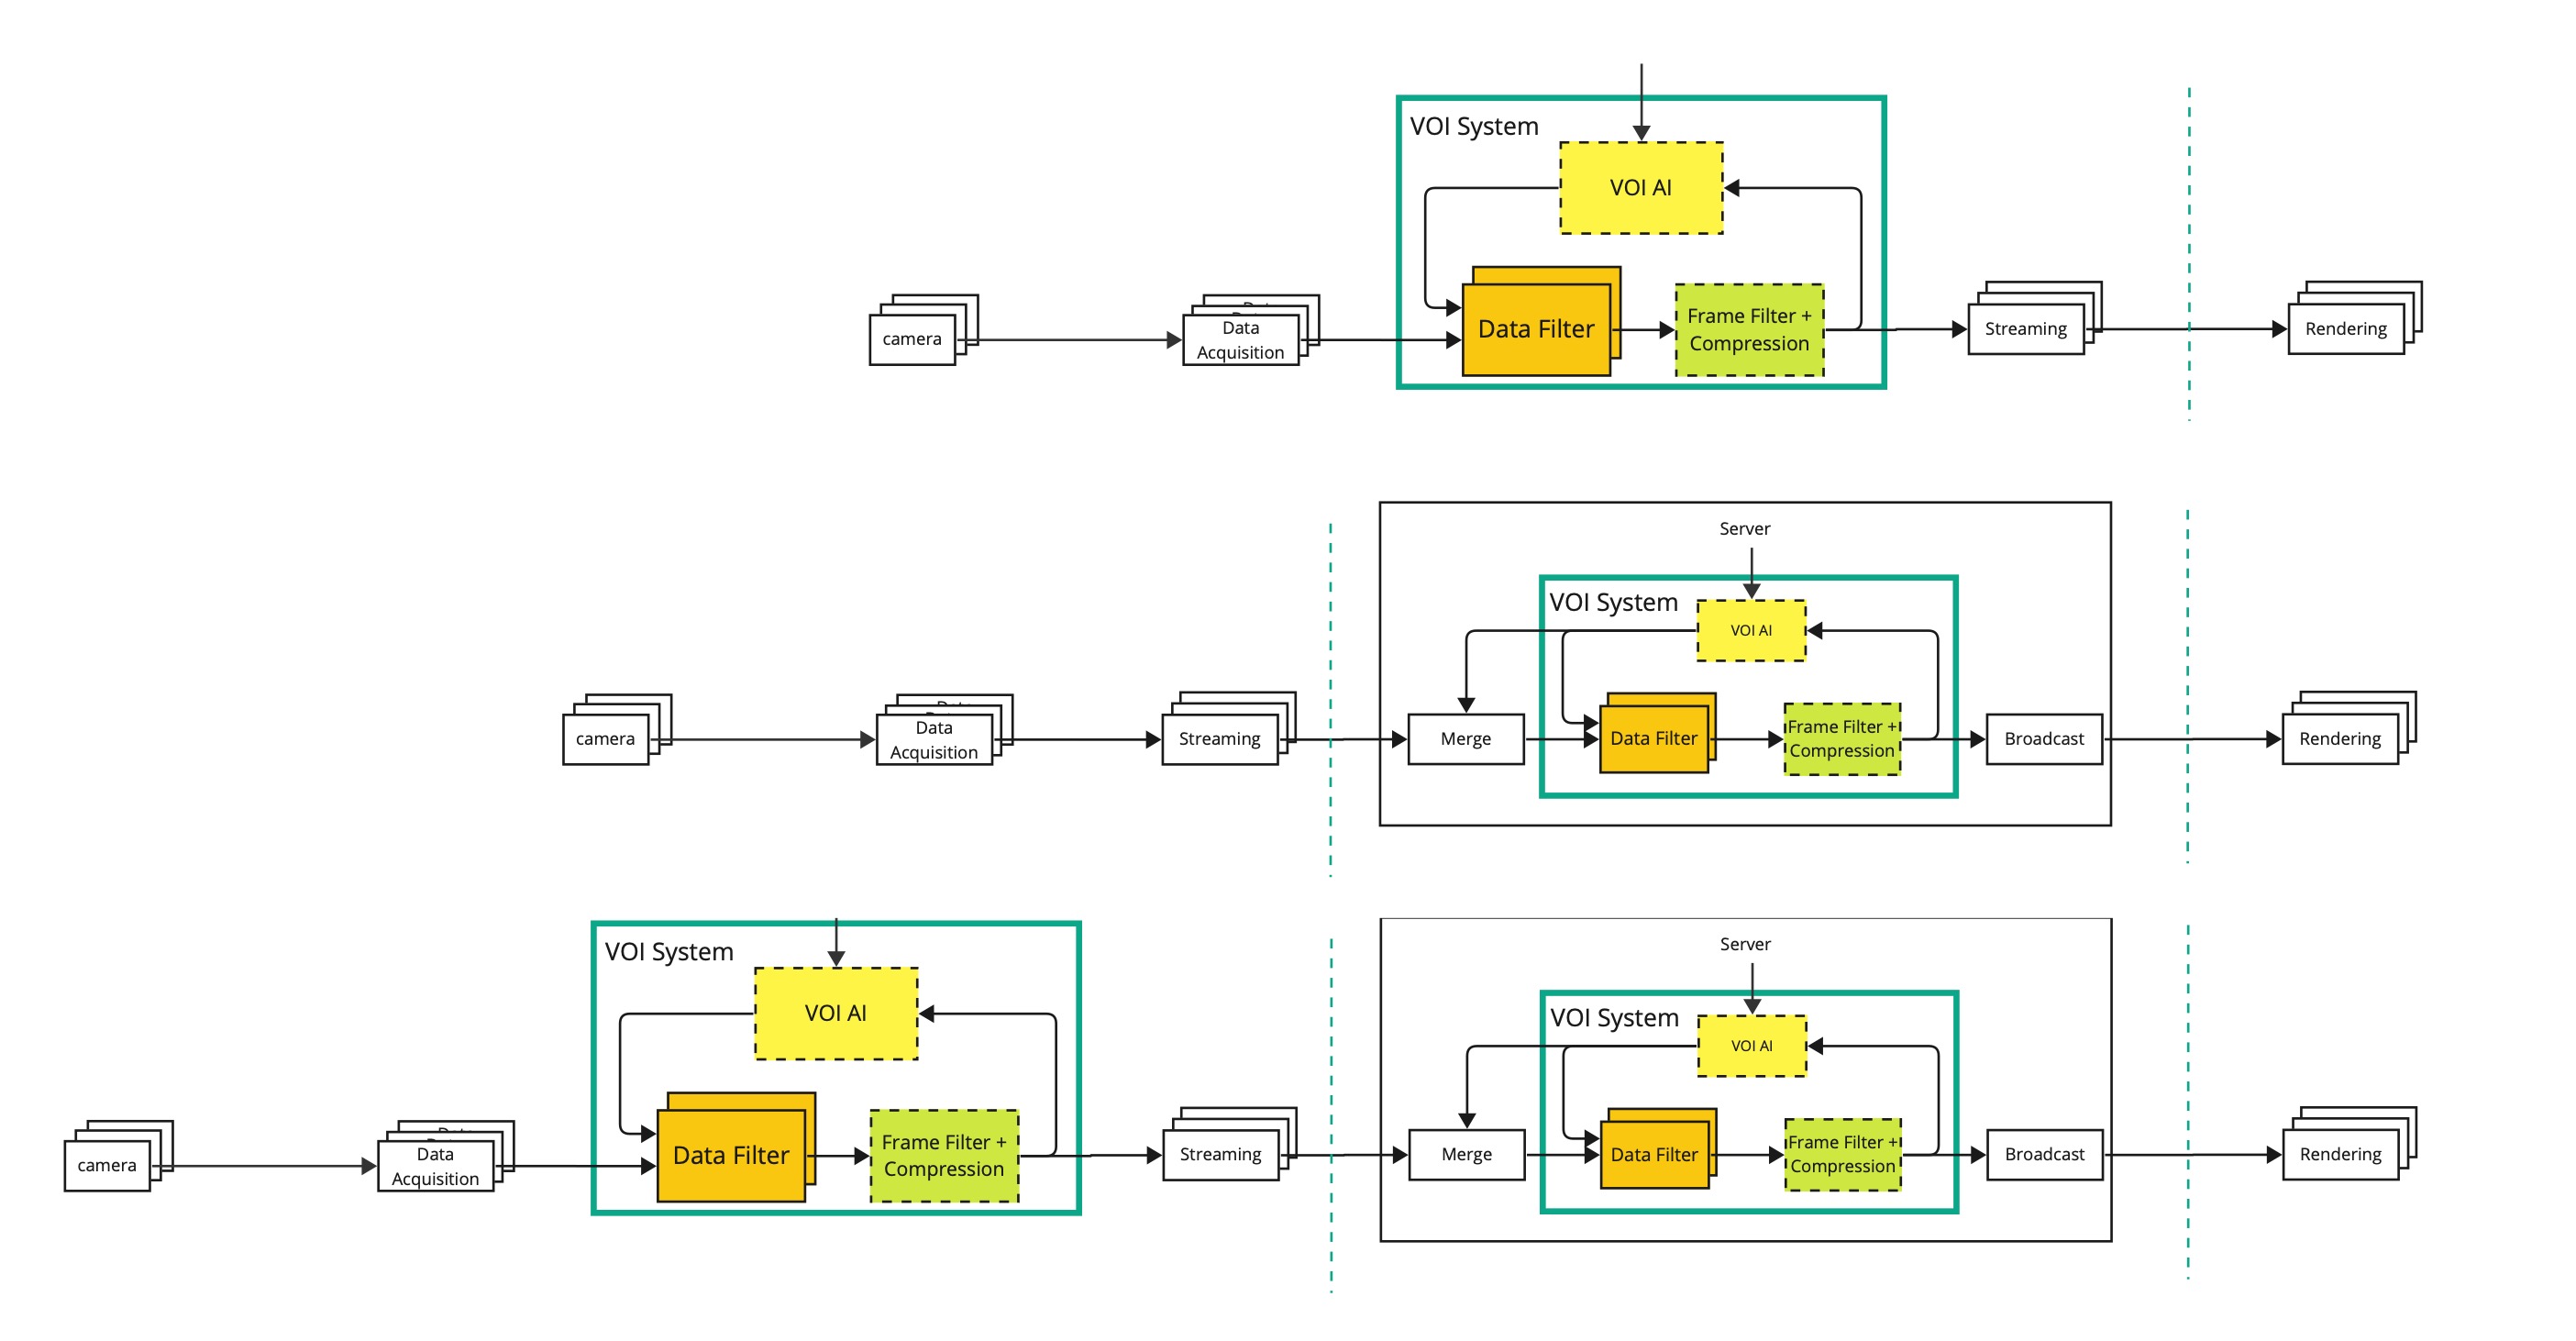 VOI System
VOI AI
camera
Data
Acquisition
Data Filter
Frame Filter +
Compression
Streaming
Rendering
Server
VOI System
VOI AI
camera
Data
Acquisition
Streaming
Merge
Data Filter
Frame Filter +
Compression
Broadcast
Rendering
VOI System
VOI AI
camera
Data
Acquisition
Data Filter
Frame Filter +
Compression
Streaming
Server
VOI System
VOI AI
Merge
Data Filter
Frame Filter +
Compression
Broadcast
Rendering